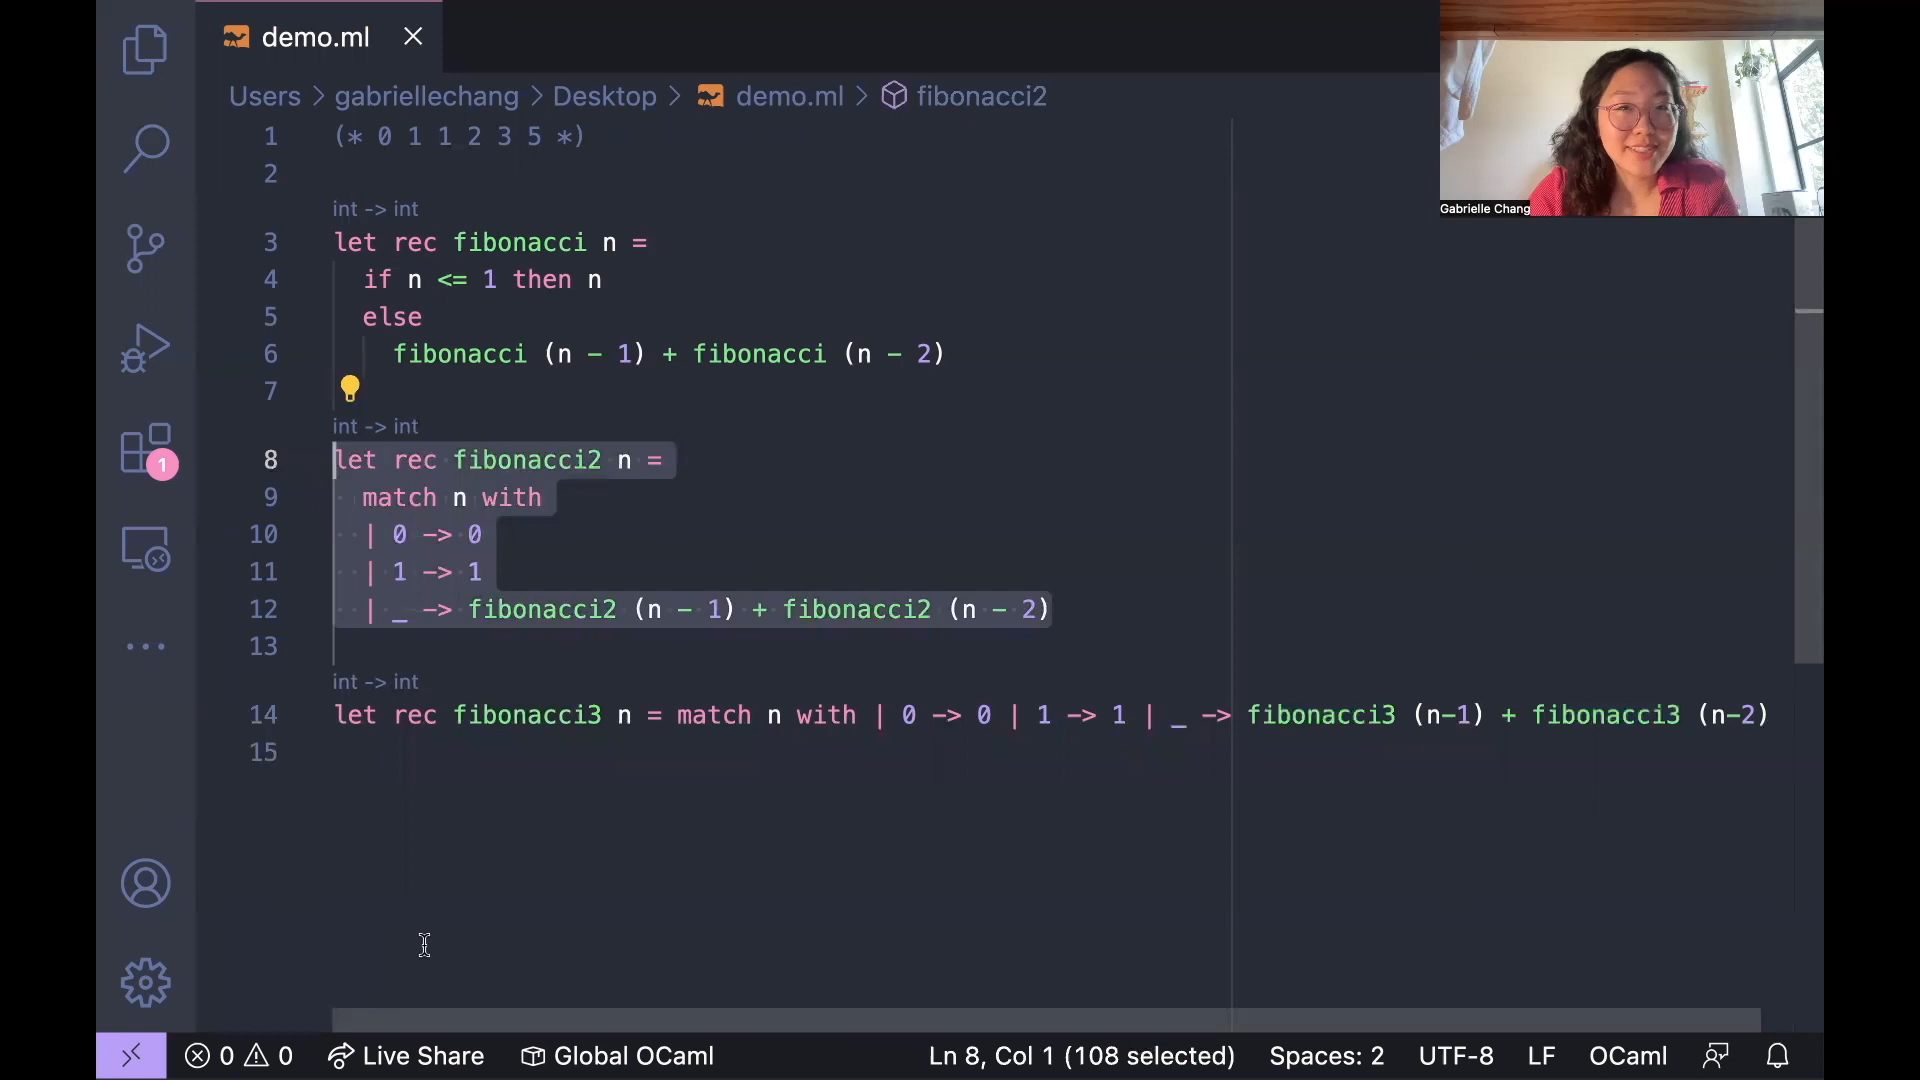 demo.ml
Users > gabriellechang > Desktop > demo.ml > fibonacci2
Gabrielle Chang
1 (* 0 1 1 2 3 5 *)
2
int -> int
3 let rec fibonacci n =
4 if n <= 1 then n
5 else
6 fibonacci (n - 1) + fibonacci (n - 2)
7
int -> int
8 let rec fibonacci2 n =
9 match n with
10 | 0 -> 0
11 | 1 -> 1
12 | _ -> fibonacci2 (n - 1) + fibonacci2 (n - 2)
13
int -> int
14 let rec fibonacci3 n = match n with | 0 -> 0 | 1 -> 1 | _ -> fibonacci3 (n-1) + fibonacci3 (n-2)
15
1
0 0 Live Share Global OCaml Ln 8, Col 1 (108 selected) Spaces: 2 UTF-8 LF OCaml